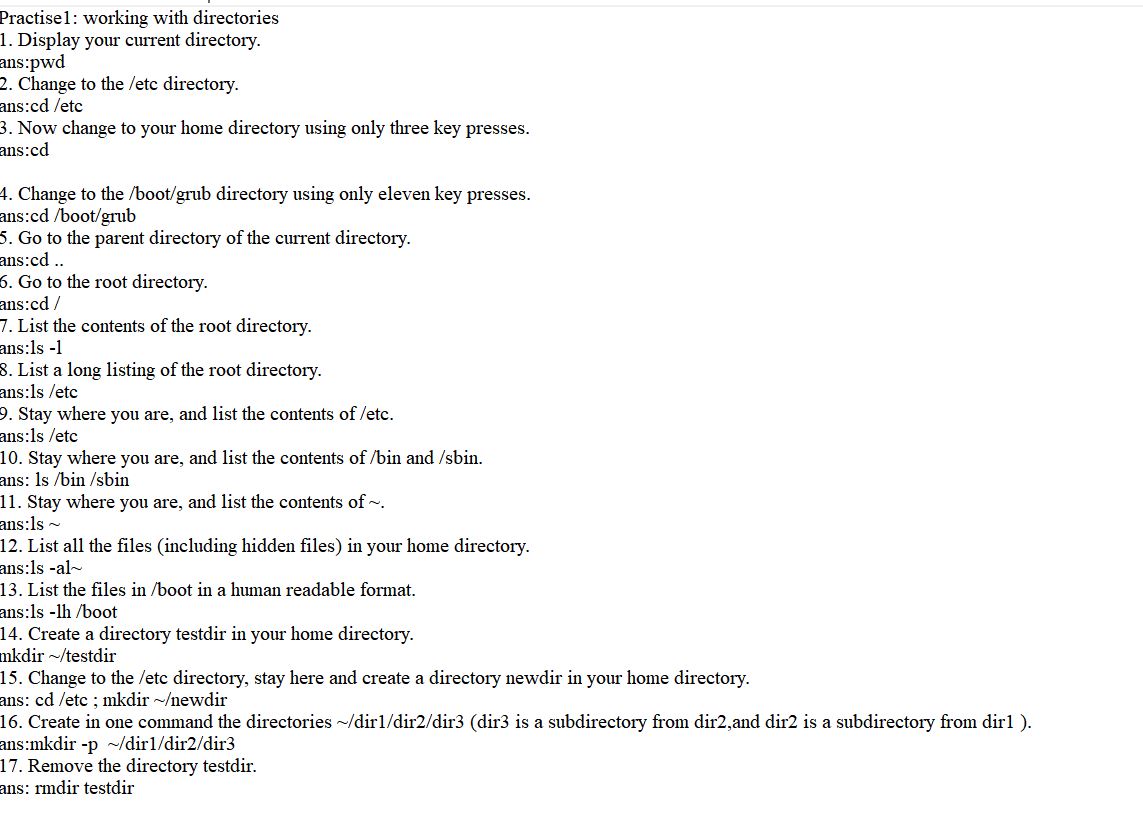 Practise1: working with directories
1. Display your current directory.
ans:pwd
2. Change to the /etc directory.
ans:cd /etc
3. Now change to your home directory using only three key presses.
ans:cd
4. Change to the /boot/grub directory using only eleven key presses.
ans:cd /boot/grub
5. Go to the parent directory of the current directory.
ans:cd ..
6. Go to the root directory.
ans:cd /
7. List the contents of the root directory.
ans:ls -l
8. List a long listing of the root directory.
ans:ls /etc
9. Stay where you are, and list the contents of /etc.
ans:ls /etc
10. Stay where you are, and list the contents of /bin and /sbin.
ans: ls /bin /sbin
11. Stay where you are, and list the contents of ~.
ans:ls ~
12. List all the files (including hidden files) in your home directory.
ans:ls -al~
13. List the files in /boot in a human readable format.
ans:ls -lh /boot
14. Create a directory testdir in your home directory.
mkdir ~/testdir
15. Change to the /etc directory, stay here and create a directory newdir in your home directory.
ans: cd /etc ; mkdir ~/newdir
16. Create in one command the directories ~/dir1/dir2/dir3 (dir3 is a subdirectory from dir2,and dir2 is a subdirectory from dir1 ).
ans:mkdir -p  ~/dir1/dir2/dir3
17. Remove the directory testdir.
ans: rmdir testdir